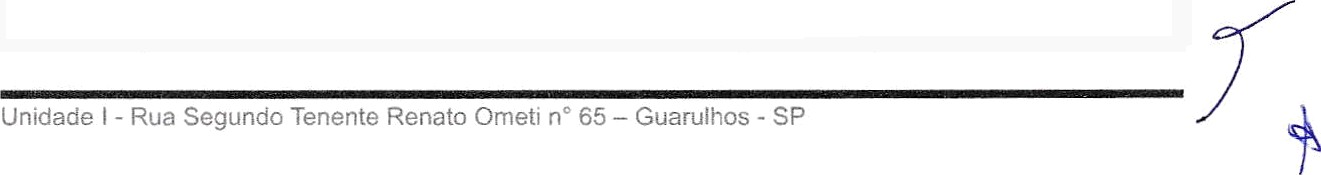 Unidade I - Rua Segundo Tenente Renato Ometi n° 65 – Guarulhos - SP